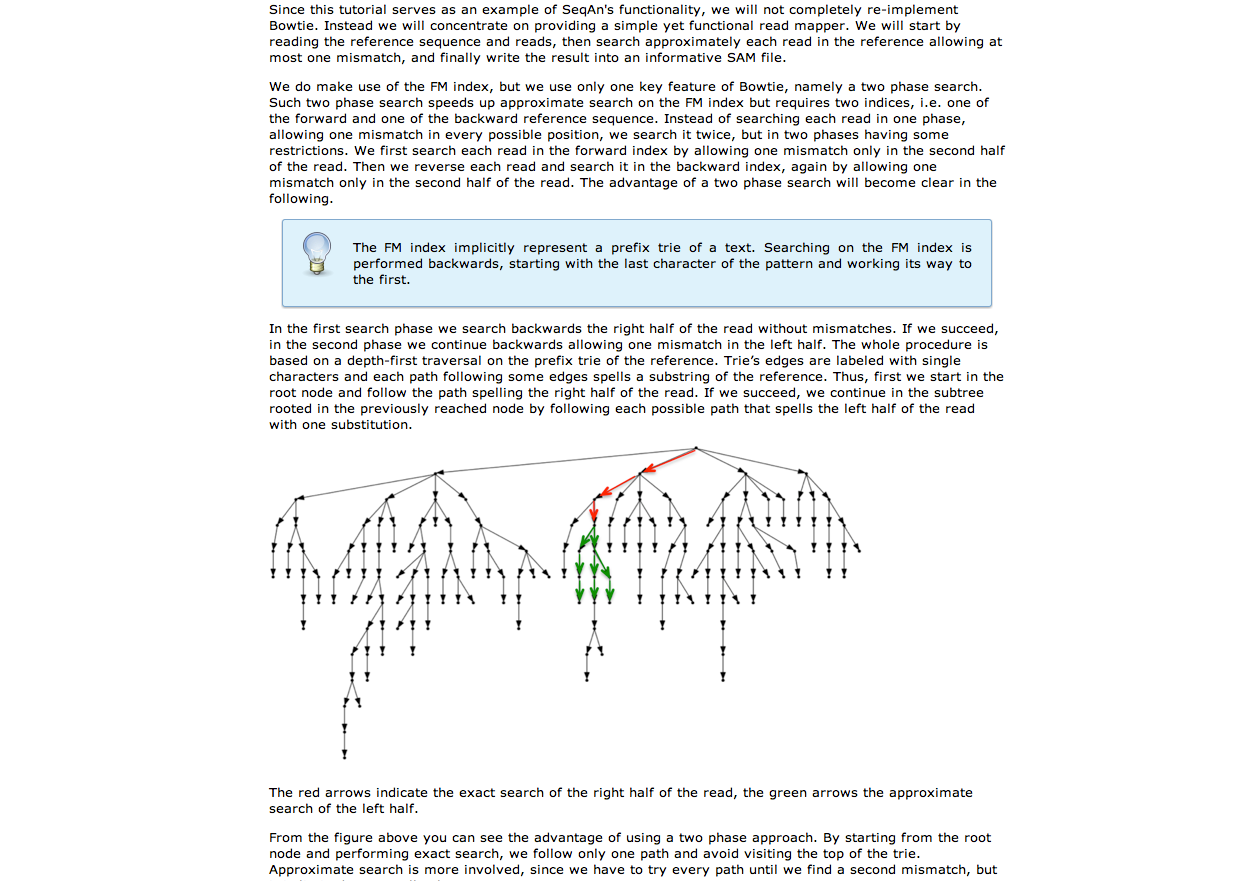 Since this tutorial serves as an example of SeqAn's functionality, we will not completely re-implement
Bowtie. Instead we will concentrate on providing a simple yet functional read mapper. We will start by
reading the reference sequence and reads, then search approximately each read in the reference allowing at
most one mismatch, and finally write the result into an informative SAM file.
We do make use of the FM index, but we use only one key feature of Bowtie, namely a two phase search.
Such two phase search speeds up approximate search on the FM index but requires two indices, i.e. one of
the forward and one of the backward reference sequence. Instead of searching each read in one phase,
allowing one mismatch in every possible position, we search it twice, but in two phases having some
restrictions. We first search each read in the forward index by allowing one mismatch only in the second half
of the read. Then we reverse each read and search it in the backward index, again by allowing one
mismatch only in the second half of the read. The advantage of a two phase search will become clear in the
following.
The FM index implicitly represent a prefix trie of a text. Searching on the FM index is
performed backwards, starting with the last character of the pattern and working its way to
the first.
In the first search phase we search backwards the right half of the read without mismatches. If we succeed,
in the second phase we continue backwards allowing one mismatch in the left half. The whole procedure is
based on a depth-first traversal on the prefix trie of the reference. Trie's edges are labeled with single
characters and each path following some edges spells a substring of the reference. Thus, first we start in the
root node and follow the path spelling the right half of the read. If we succeed, we continue in the subtree
rooted in the previously reached node by following each possible path that spells the left half of the read
with one substitution.
The red arrows indicate the exact search of the right half of the read, the green arrows the approximate
search of the left half.
From the figure above you can see the advantage of using a two phase approach. By starting from the root
node and performing exact search, we follow only one path and avoid visiting the top of the trie.
Approximate search is more involved, since we have to try every path until we find a second mismatch, but